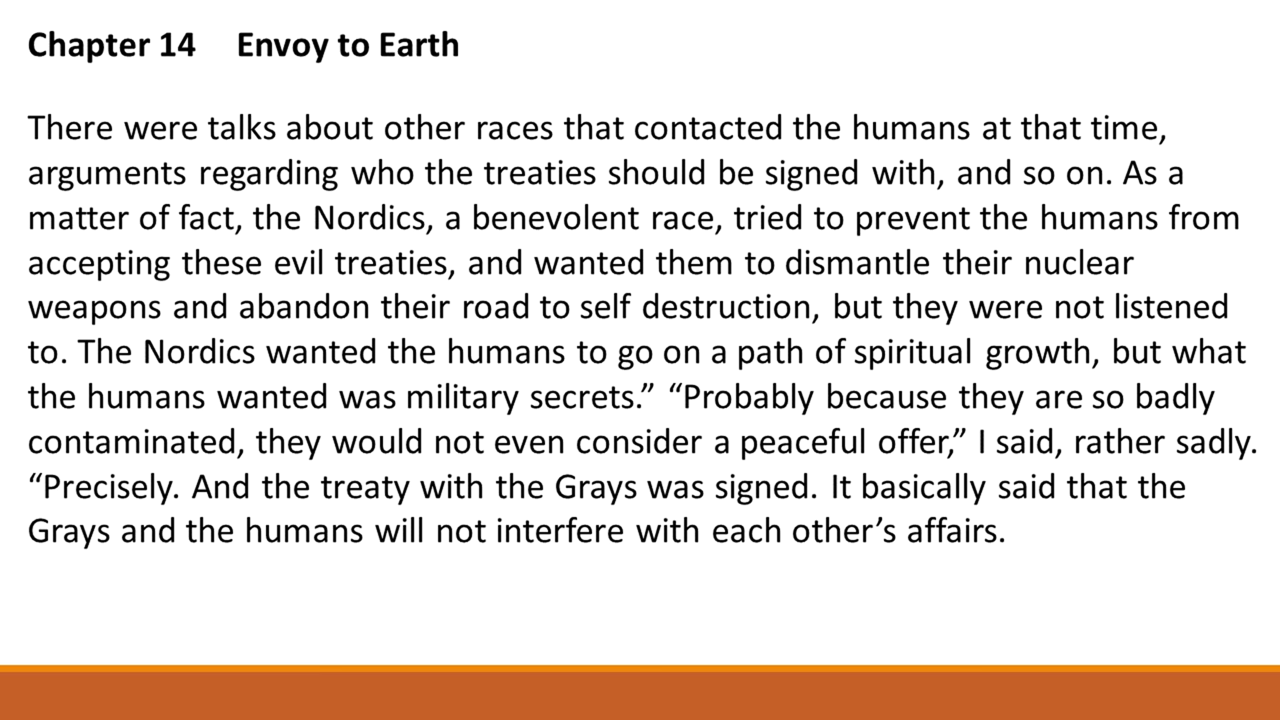 Chapter 14 Envoy to Earth
There were talks about other races that contacted the humans at that time,
arguments regarding who the treaties should be signed with, and so on. As a
matter of fact, the Nordics, a benevolent race, tried to prevent the humans from
accepting these evil treaties, and wanted them to dismantle their nuclear
weapons and abandon their road to self destruction, but they were not listened
to. The Nordics wanted the humans to go on a path of spiritual growth, but what
the humans wanted was military secrets.” “Probably because they are so badly
contaminated, they would not even consider a peaceful offer,” I said, rather sadly.
“Precisely. And the treaty with the Grays was signed. It basically said that the
Grays and the humans will not interfere with each other’s affairs.